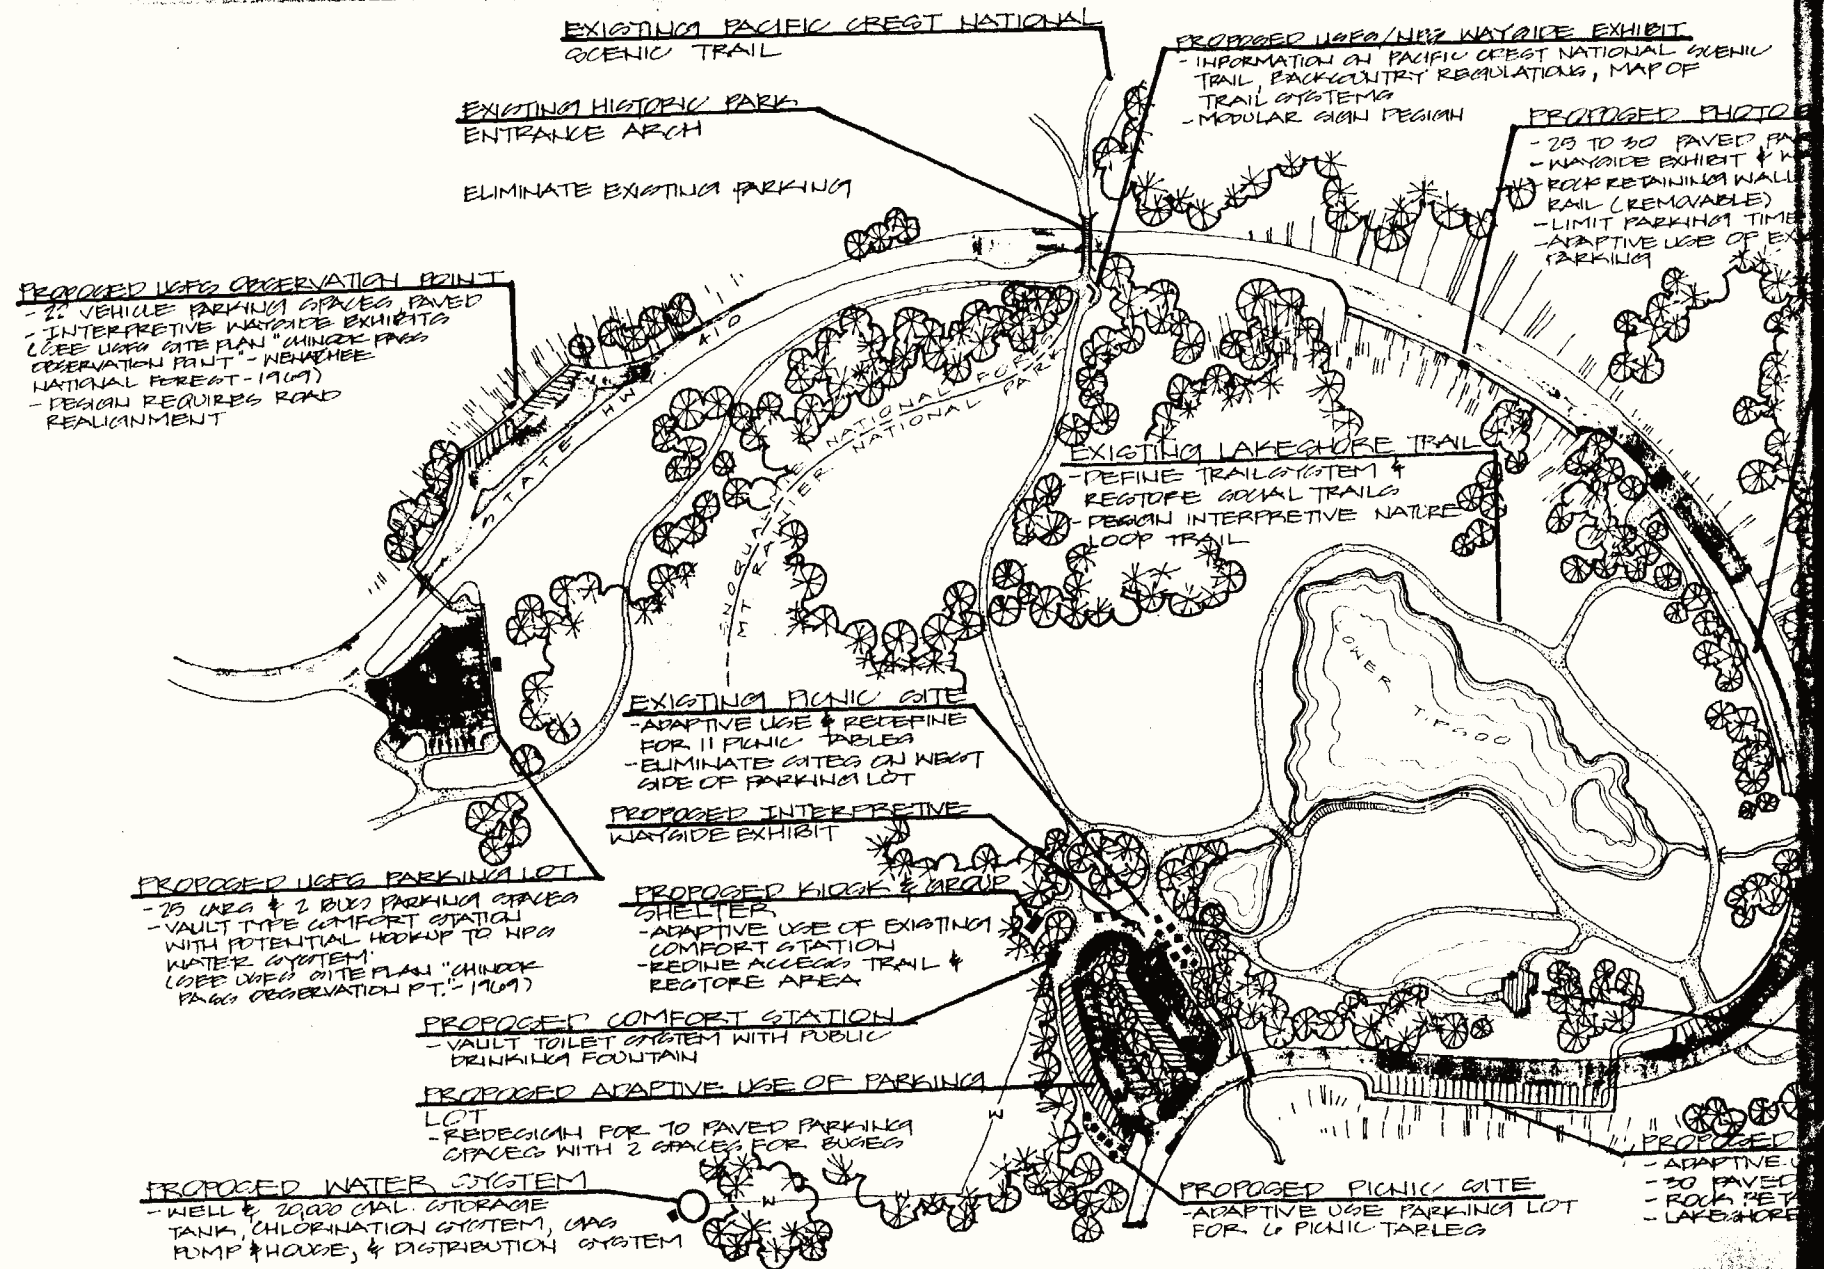 EXISTING PACIFIC CREST NATIONAL
SCENIC TRAIL
PROPOSED USFS/NPS WAYSIDE EXHIBIT
- INFORMATION ON PACIFIC CREST NATIONAL SCENIC
TRAIL, BACKCOUNTRY REGULATIONS, MAP OF
TRAIL SYSTEMS
- MODULAR SIGN DESIGN
EXISTING HISTORIC PARK
ENTRANCE ARCH
ELIMINATE EXISTING PARKING
PROPOSED PHOTO
- 25 TO 30 PAVED
- WAYSIDE EXHIBIT &
- ROCK RETAINING WALL
RAIL (REMOVABLE)
- LIMIT PARKING TIME
- ADAPTIVE USE OF
PARKING
PROPOSED USFS OBSERVATION POINT
- 22 VEHICLE PARKING SPACES, PAVED
- INTERPRETIVE WAYSIDE EXHIBITS
(SEE USFS SITE PLAN "CHINOOK PASS
OBSERVATION POINT" - WENATCHEE
NATIONAL FOREST - 1969)
- DESIGN REQUIRES ROAD
REALIGNMENT
STATE HWY 410
NATIONAL FOREST
NATIONAL PARK
SNOQUALMIE
MT RAINIER
EXISTING LAKESHORE TRAIL
- DEFINE TRAIL SYSTEM &
RESTORE SOCIAL TRAILS
- DESIGN INTERPRETIVE NATURE
LOOP TRAIL
LOWER
TIPSOO
EXISTING PICNIC SITE
- ADAPTIVE USE & REDEFINE
FOR 11 PICNIC TABLES
- ELIMINATE SITES ON WEST
SIDE OF PARKING LOT
PROPOSED INTERPRETIVE
WAYSIDE EXHIBIT
PROPOSED USFS PARKING LOT
- 25 CARS & 2 BUS PARKING SPACES
- VAULT TYPE COMFORT STATION
WITH POTENTIAL HOOKUP TO NPS
WATER SYSTEM
(SEE USFS SITE PLAN "CHINOOK
PASS OBSERVATION PT." - 1969)
PROPOSED KIOSK & GROUP
SHELTER
- ADAPTIVE USE OF EXISTING
COMFORT STATION
- REDINE ACCESS TRAIL &
RESTORE AREA
PROPOSED COMFORT STATION
- VAULT TOILET SYSTEM WITH PUBLIC
DRINKING FOUNTAIN
PROPOSED ADAPTIVE USE OF PARKING
LOT
- REDESIGN FOR 70 PAVED PARKING
SPACES WITH 2 SPACES FOR BUSES
W
W
PROPOSED WATER SYSTEM
- WELL & 20,000 GAL. STORAGE
TANK, CHLORINATION SYSTEM, GAS
PUMP & HOUSE, & DISTRIBUTION SYSTEM
PROPOSED PICNIC SITE
- ADAPTIVE USE PARKING LOT
FOR 6 PICNIC TABLES
PROPOSED
- ADAPTIVE
- 30 PAVED
- ROCK
- LAKESHORE